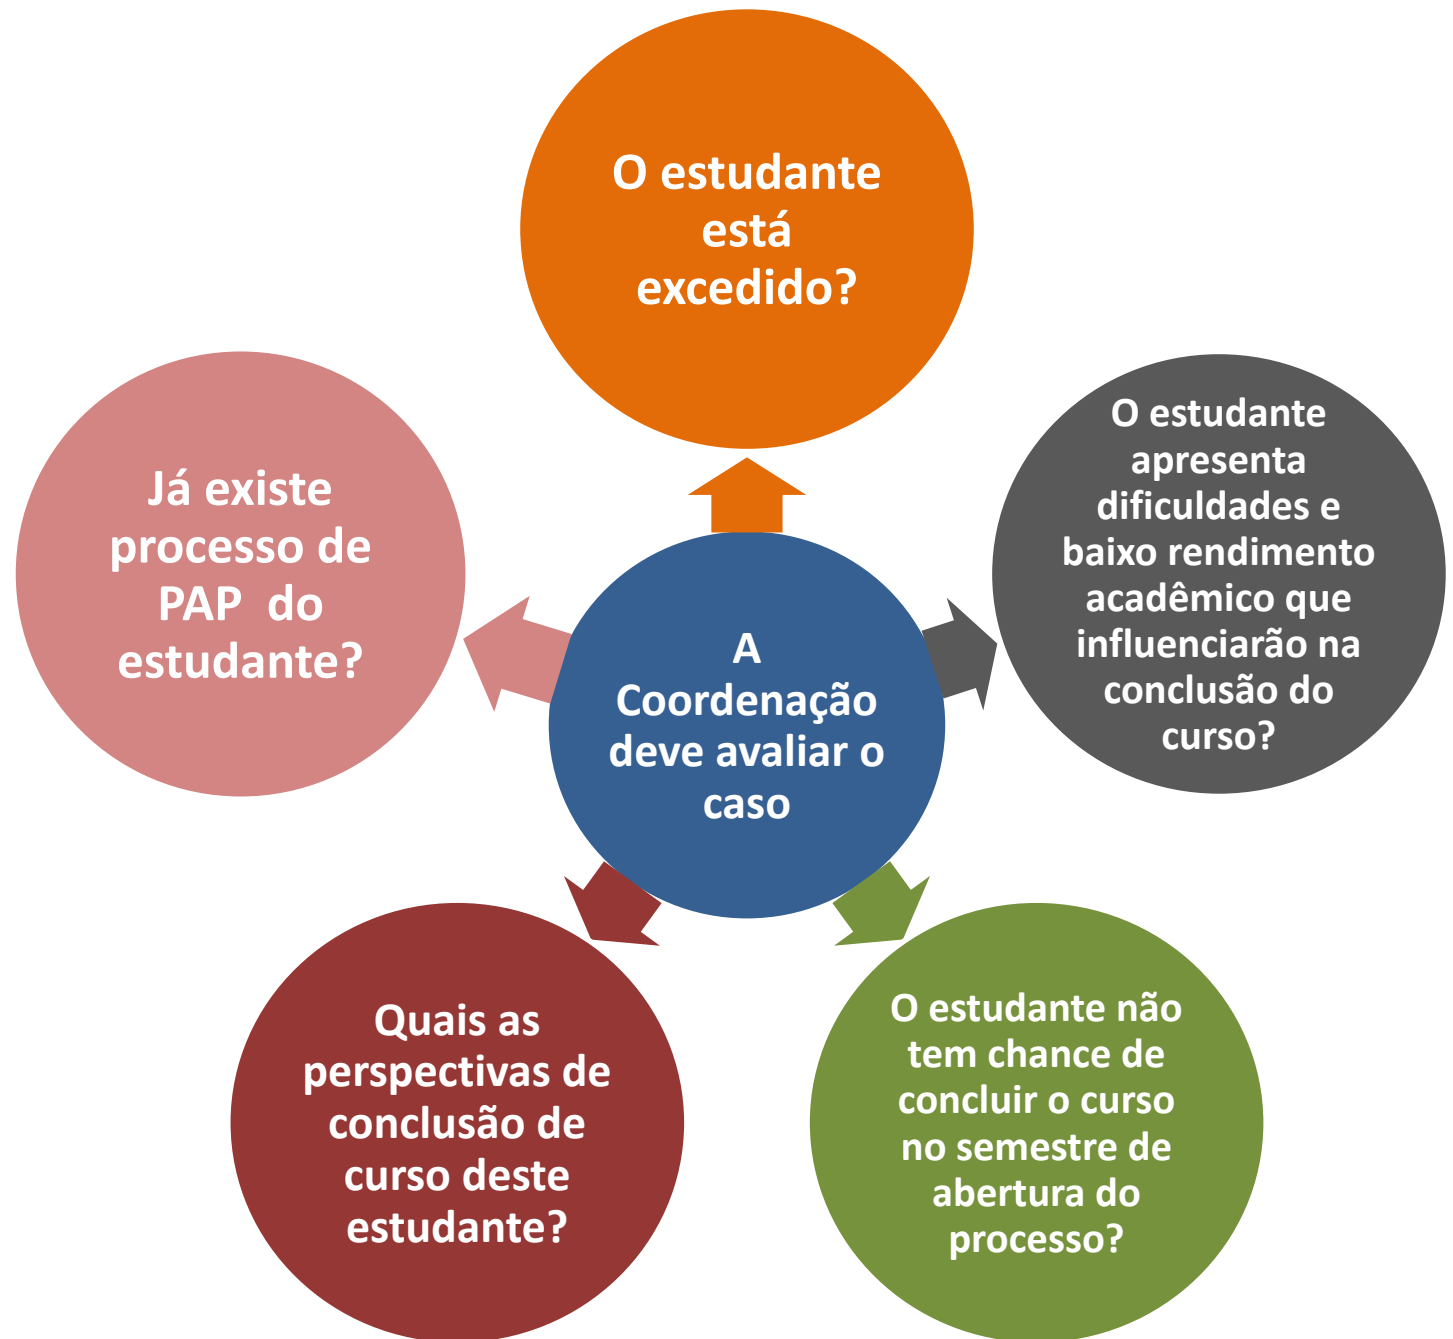 O estudante
está
excedido?
O estudante
apresenta
dificuldades e
baixo rendimento
acadêmico que
influenciarão na
conclusão do
curso?
Já existe
processo de
PAP  do
estudante?
A
Coordenação
deve avaliar o
caso
O estudante não
tem chance de
concluir o curso
no semestre de
abertura do
processo?
Quais as
perspectivas de
conclusão de
curso deste
estudante?